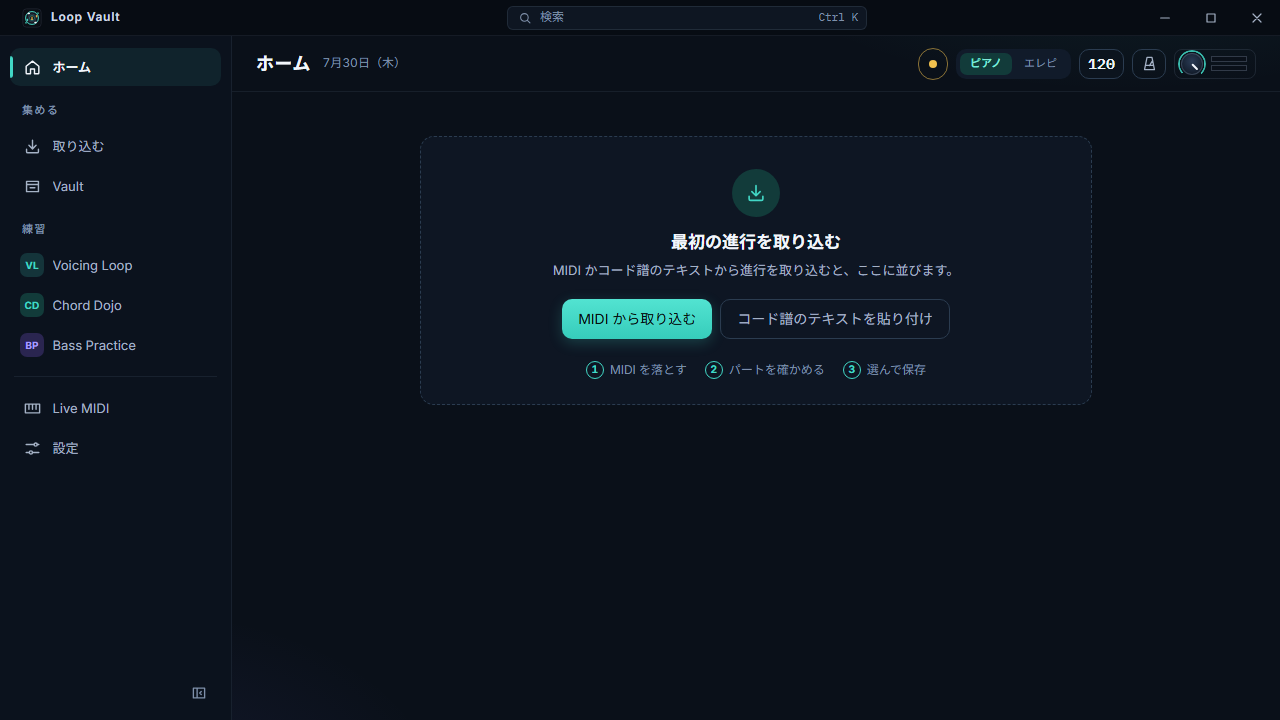 Loop Vault
検索
Ctrl K
ホーム
集める
取り込む
Vault
練習
VL Voicing Loop
CD Chord Dojo
BP Bass Practice
Live MIDI
設定
ホーム 7月30日（木）
ピアノ エレピ 120
最初の進行を取り込む
MIDI かコード譜のテキストから進行を取り込むと、ここに並びます。
MIDI から取り込む コード譜のテキストを貼り付け
1 MIDI を落とす 2 パートを確かめる 3 選んで保存